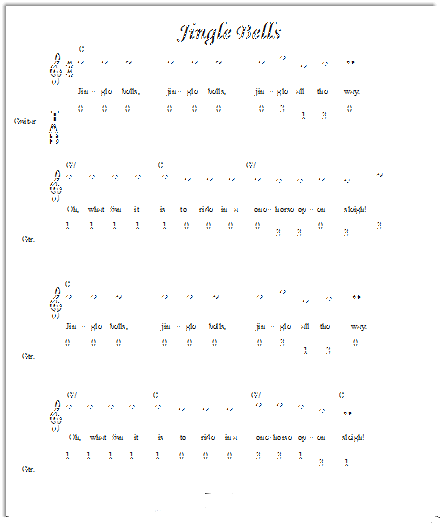 Jingle Bells
C
Jin - gle bells, jin - gle bells, jin - gle all the way.
0 0 0 0 0 0 0 3 1 3 0
Guitar
T
A
B
G7 C G7
Oh, what fun it is to ride in a one - horse op - en sleigh!
1 1 1 1 1 0 0 0 0 3 3 0 3 3
Gtr.
C
Jin - gle bells, jin - gle bells, jin - gle all the way.
0 0 0 0 0 0 0 3 1 3 0
Gtr.
G7 C G7 C
Oh, what fun it is to ride in a one - horse op - en sleigh!
1 1 1 1 1 0 0 0 3 3 1 3 1
Gtr.